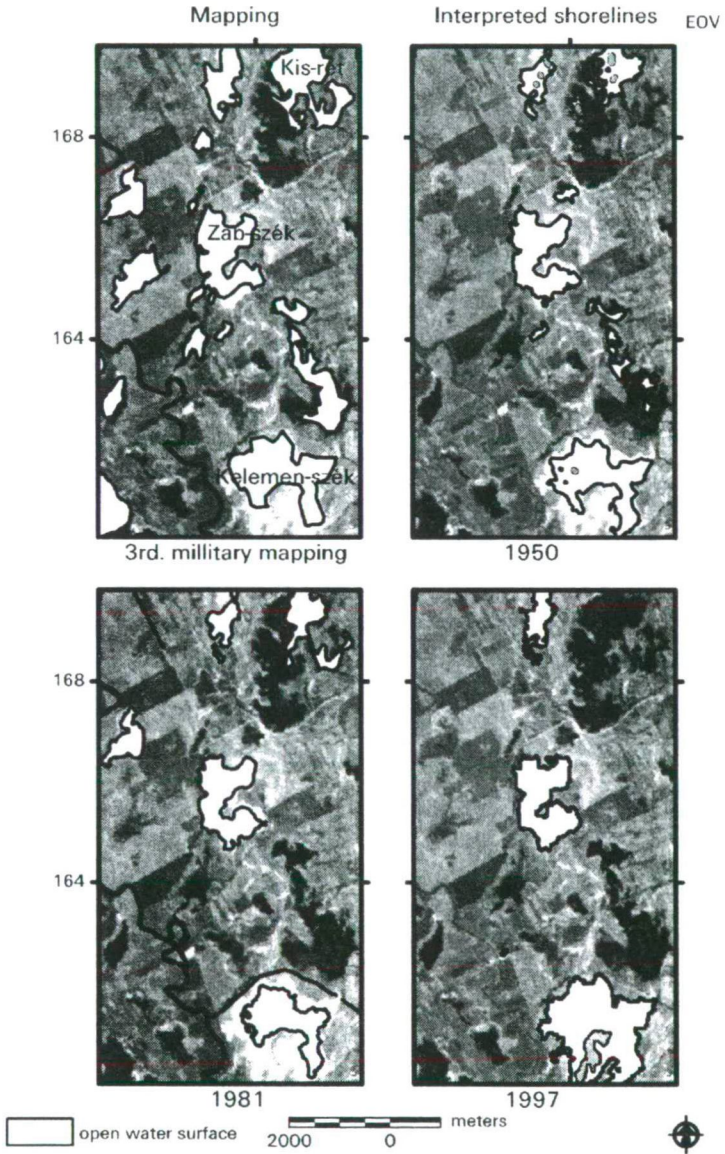 Mapping
Interpreted shorelines
EOV
Kis-rét
168
Zab-szék
164
Kelemen-szék
3rd. millitary mapping
1950
168
164
1981
1997
open water surface
2000 0 meters